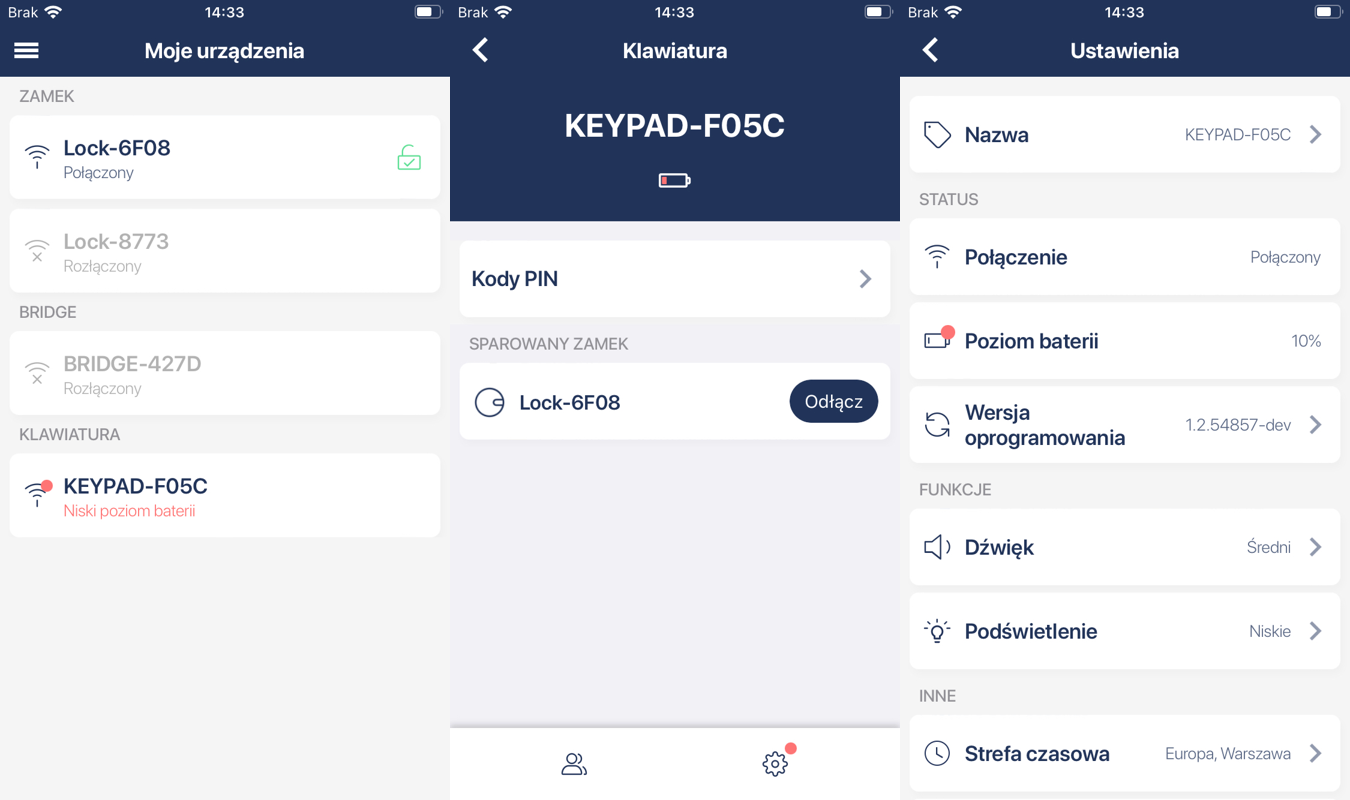 Brak 14:33
Moje urządzenia
ZAMEK
Lock-6F08
Połączony
Lock-8773
Rozłączony
BRIDGE
BRIDGE-427D
Rozłączony
KLAWIATURA
KEYPAD-F05C
Niski poziom baterii
Brak 14:33
Klawiatura
KEYPAD-F05C
Kody PIN
SPAROWANY ZAMEK
Lock-6F08 Odłącz
Brak 14:33
Ustawienia
Nazwa KEYPAD-F05C
STATUS
Połączenie Połączony
Poziom baterii 10%
Wersja
oprogramowania 1.2.54857-dev
FUNKCJE
Dźwięk Średni
Podświetlenie Niskie
INNE
Strefa czasowa Europa, Warszawa